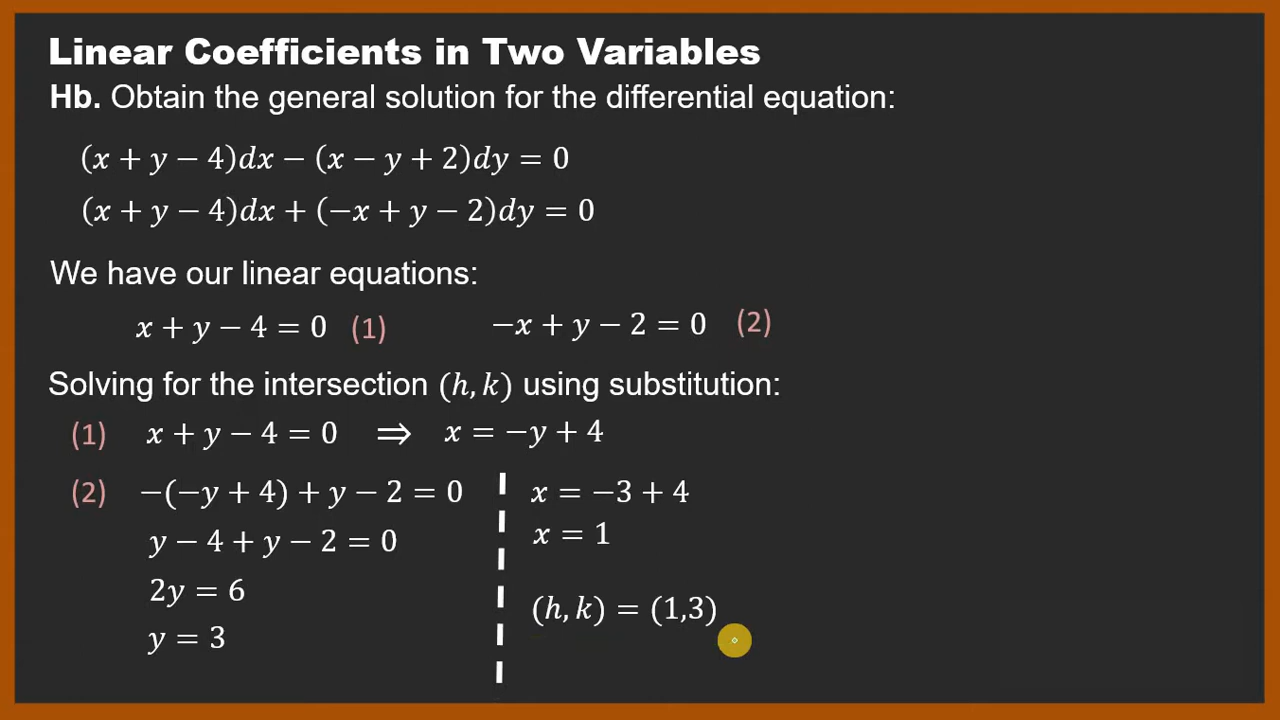 Linear Coefficients in Two Variables
Hb. Obtain the general solution for the differential equation:
(x + y − 4)dx − (x − y + 2)dy = 0
(x + y − 4)dx + (−x + y − 2)dy = 0
We have our linear equations:
x + y − 4 = 0 (1) −x + y − 2 = 0 (2)
Solving for the intersection (h, k) using substitution:
(1) x + y − 4 = 0 ⇒ x = −y + 4
(2) −(−y + 4) + y − 2 = 0
y − 4 + y − 2 = 0
2y = 6
y = 3
x = −3 + 4
x = 1
(h, k) = (1,3)